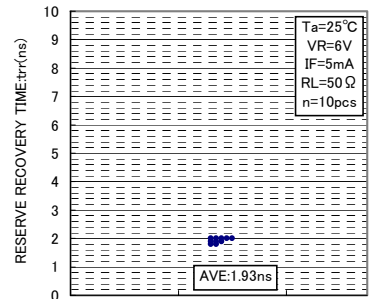 RESERVE RECOVERY TIME:trr(ns)
10
9
8
7
6
5
4
3
2
1
0
Ta=25℃
VR=6V
IF=5mA
RL=50Ω
n=10pcs
AVE:1.93ns